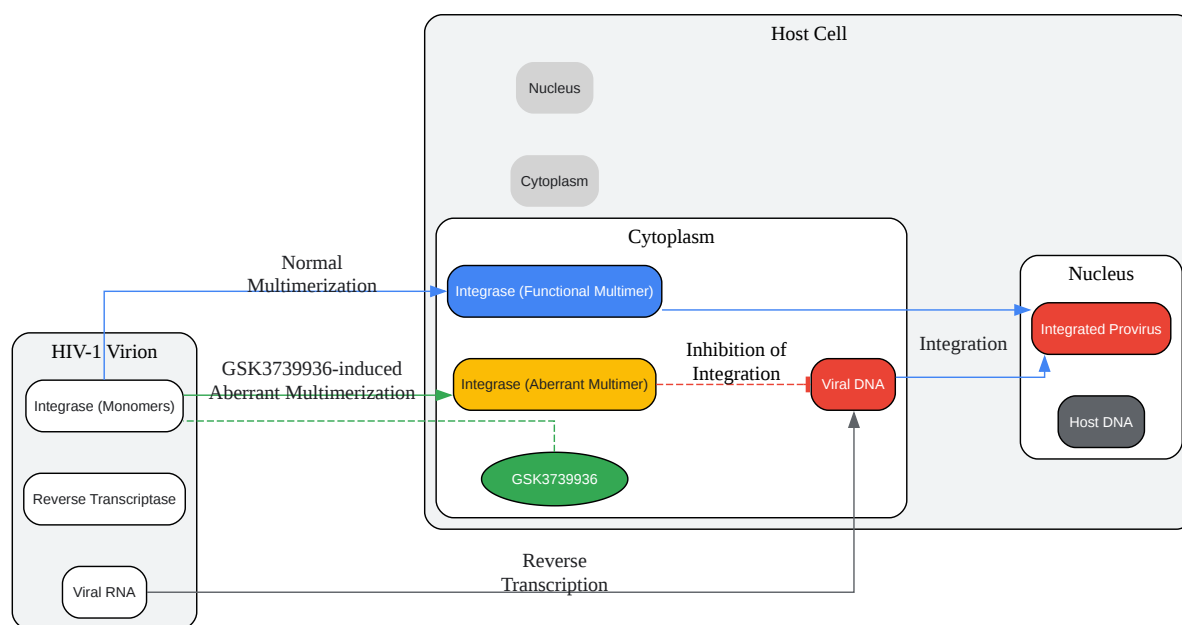 Host Cell
Nucleus
Cytoplasm
Cytoplasm
Normal
Multimerization
Integrase (Functional Multimer)
Nucleus
Integrated Provirus
Integration
HIV-1 Virion
GSK3739936-induced
Aberrant Multimerization
Inhibition of
Integration
Integrase (Monomers)
Integrase (Aberrant Multimer)
Viral DNA
Host DNA
GSK3739936
Reverse Transcriptase
Reverse
Transcription
Viral RNA